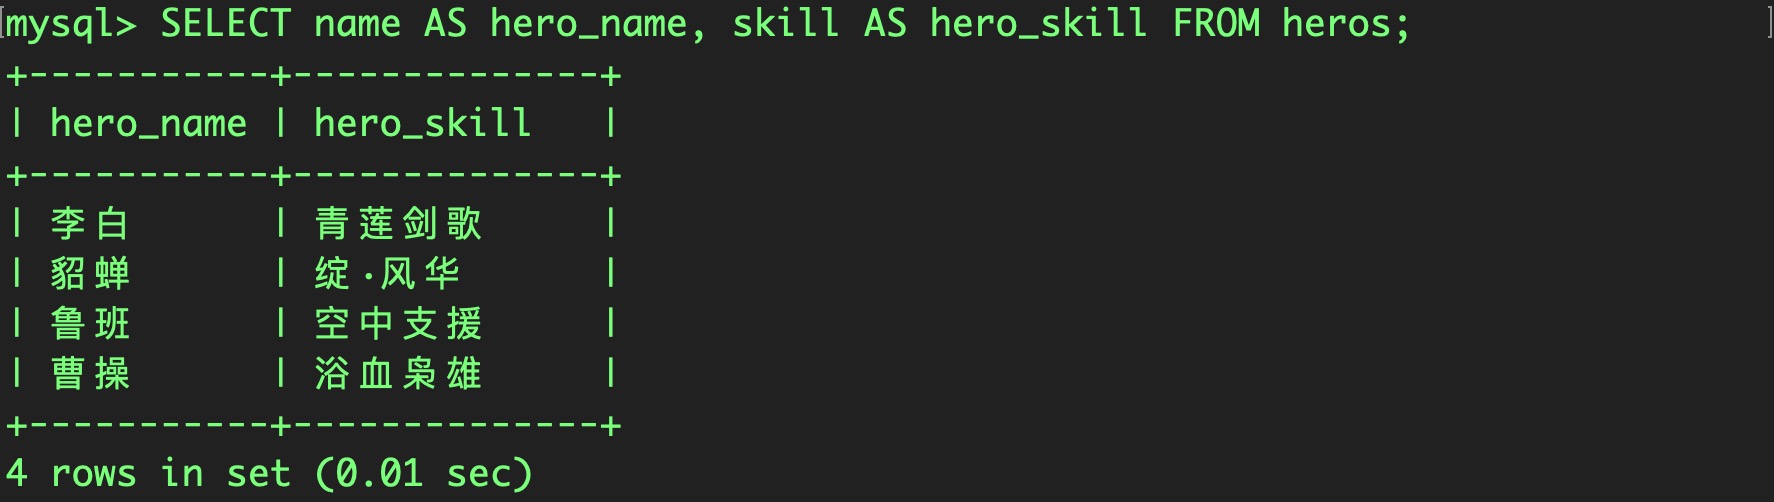 [mysql> SELECT name AS hero_name, skill AS hero_skill FROM heros; ]
+-----------+--------------+
| hero_name | hero_skill   |
+-----------+--------------+
| 李白      | 青莲剑歌     |
| 貂蝉      | 绽·风华      |
| 鲁班      | 空中支援     |
| 曹操      | 浴血枭雄     |
+-----------+--------------+
4 rows in set (0.01 sec)